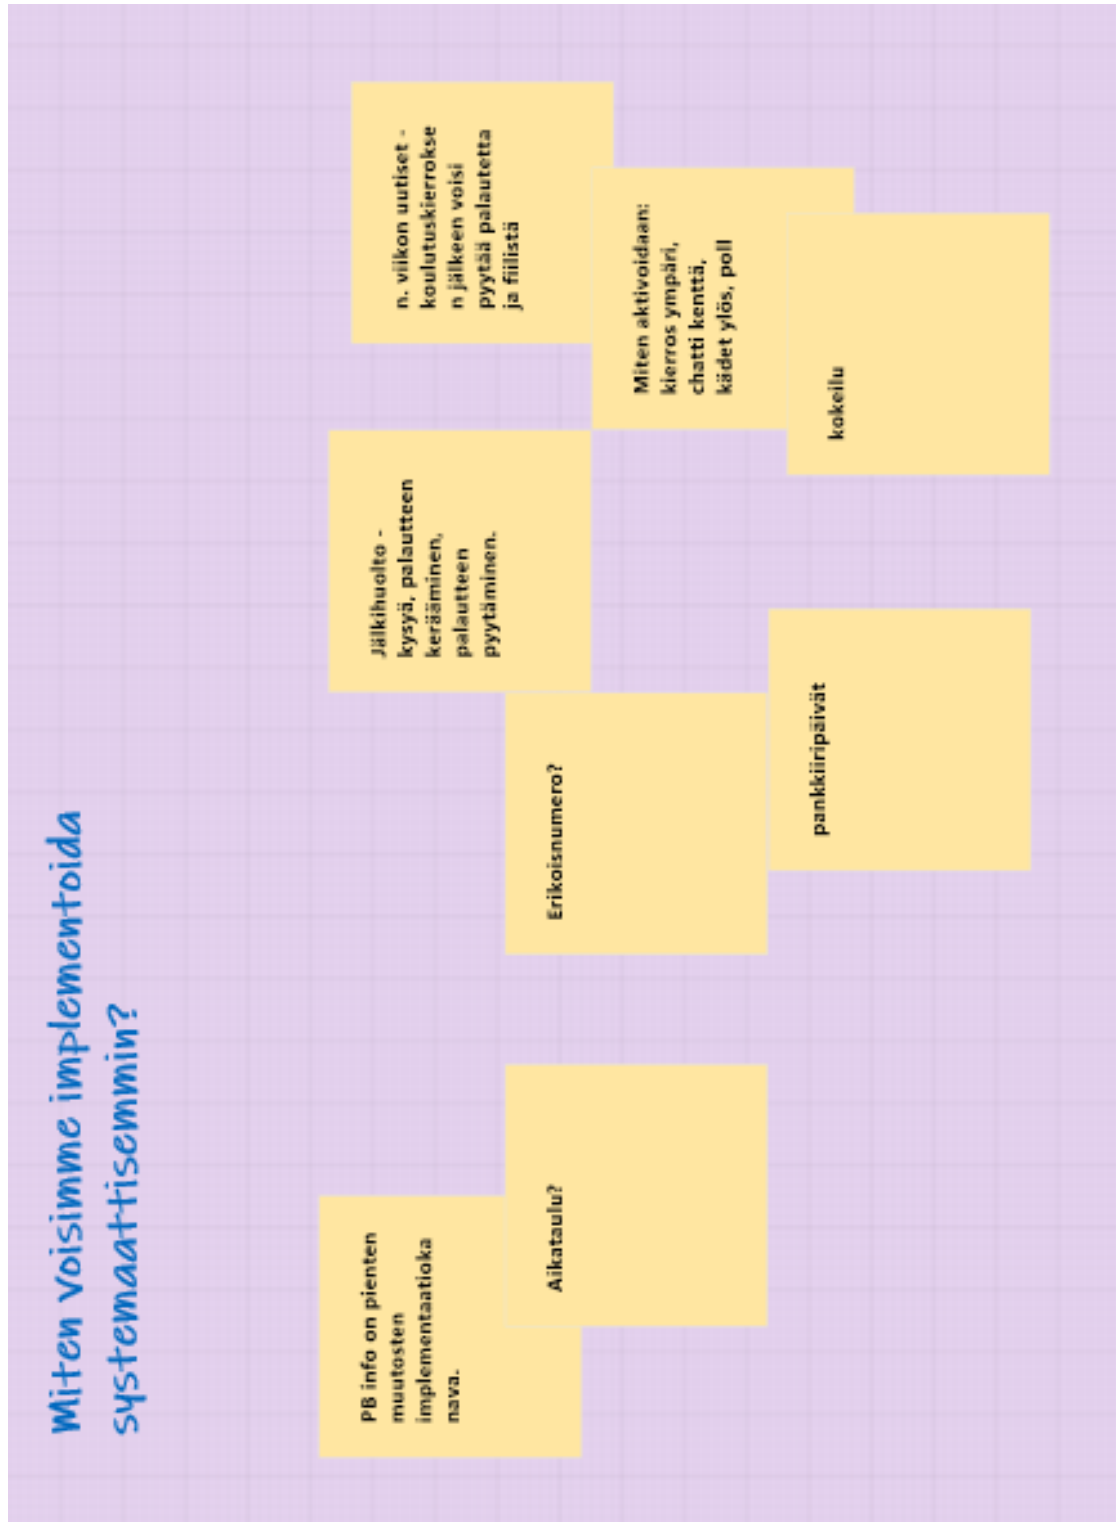 Miten voisimme implementoida
systemaattisemmin?
PB info on pienten
muutosten
implementaatioka
nava.
Aikataulu?
Jälkihuolto -
kysyä, palautteen
kerääminen,
palautteen
pyytäminen.
Erikoisnumero?
pankkiiripäivät
n. viikon uutiset -
koulutuskierrokse
n jälkeen voisi
pyytää palautetta
ja fiilistä
Miten aktivoidaan:
kierros ympäri,
chatti kenttä,
kädet ylös, poll
kokeilu